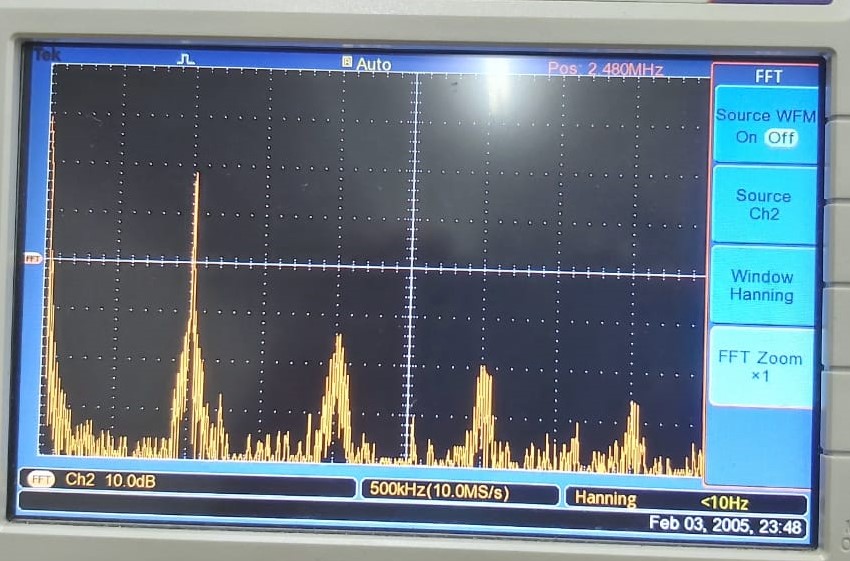 Tek
Auto
Pos: 2.480MHz
FFT
Source WFM
On Off
Source
Ch2
Window
Hanning
FFT Zoom
×1
FFT
FFT Ch2 10.0dB
500kHz(10.0MS/s)
Hanning <10Hz
Feb 03, 2005, 23:48